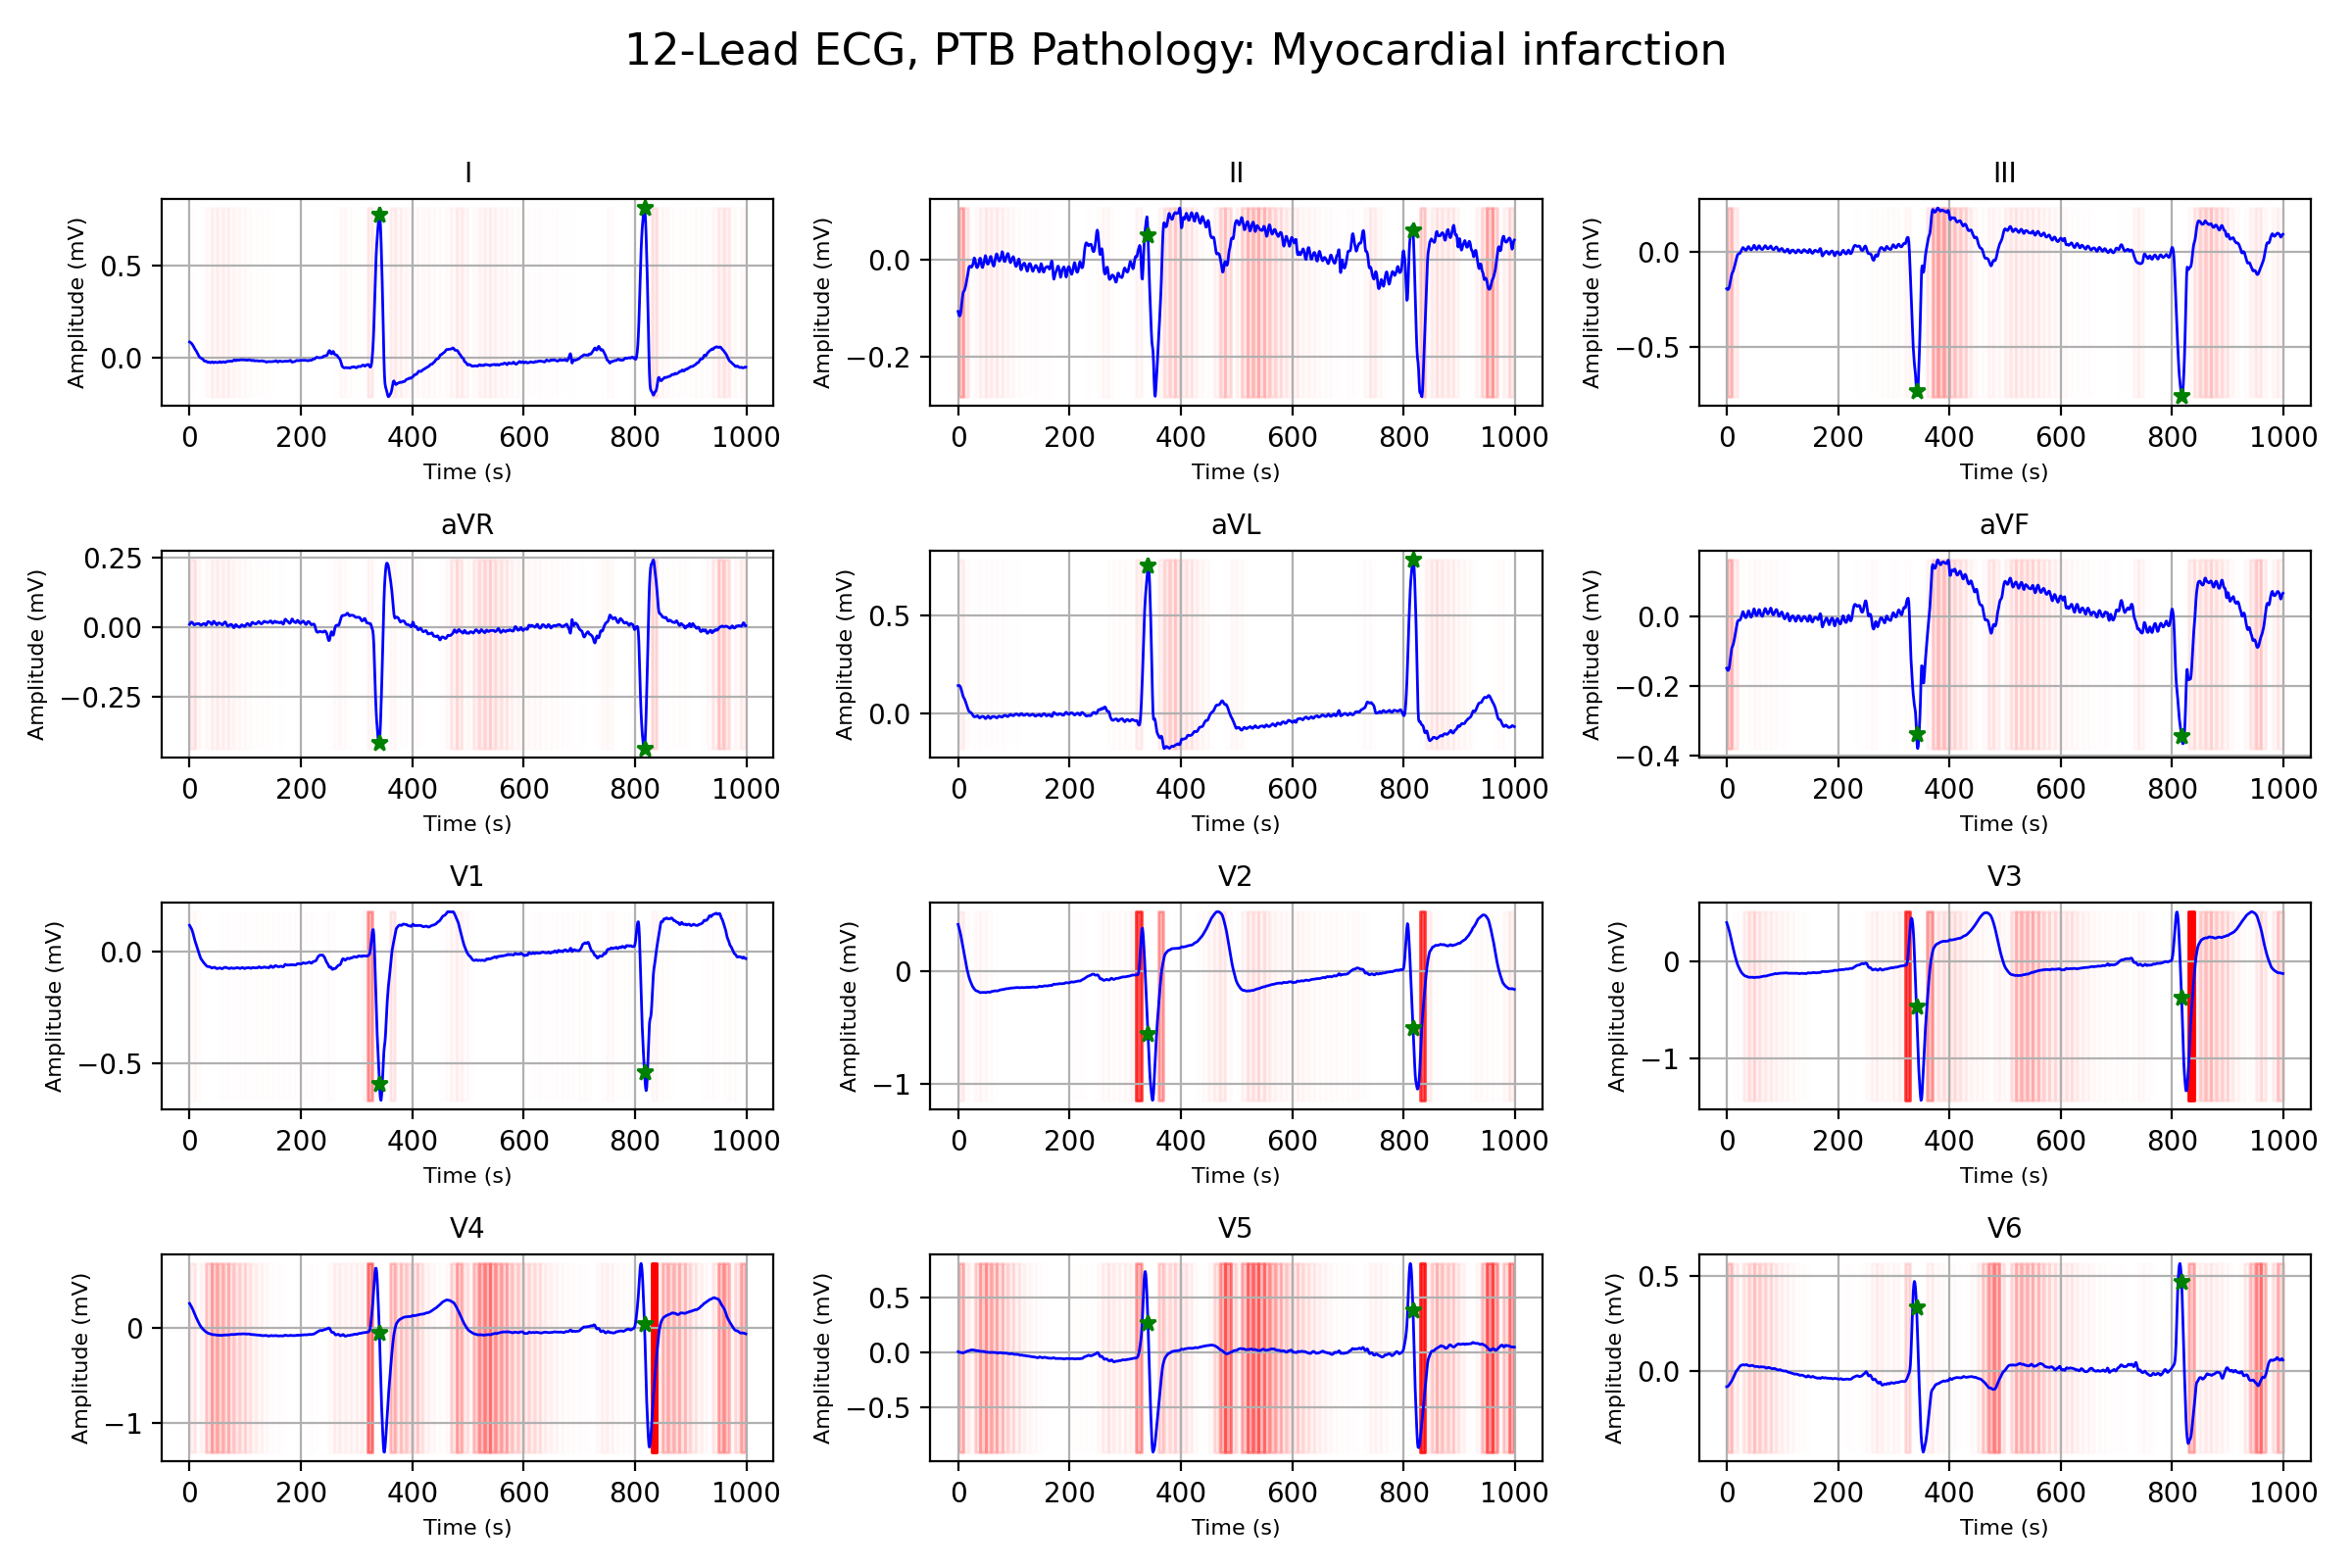 12-Lead ECG, PTB Pathology: Myocardial infarction
I II III
Amplitude (mV) 0.5 0.0 Amplitude (mV) 0.0 −0.2 Amplitude (mV) 0.0 −0.5
0 200 400 600 800 1000 0 200 400 600 800 1000 0 200 400 600 800 1000
Time (s) Time (s) Time (s)
aVR aVL aVF
Amplitude (mV) 0.25 0.00 −0.25 Amplitude (mV) 0.5 0.0 Amplitude (mV) 0.0 −0.2 −0.4
0 200 400 600 800 1000 0 200 400 600 800 1000 0 200 400 600 800 1000
Time (s) Time (s) Time (s)
V1 V2 V3
Amplitude (mV) 0.0 −0.5 Amplitude (mV) 0 −1 Amplitude (mV) 0 −1
0 200 400 600 800 1000 0 200 400 600 800 1000 0 200 400 600 800 1000
Time (s) Time (s) Time (s)
V4 V5 V6
Amplitude (mV) 0 −1 Amplitude (mV) 0.5 0.0 −0.5 Amplitude (mV) 0.5 0.0
0 200 400 600 800 1000 0 200 400 600 800 1000 0 200 400 600 800 1000
Time (s) Time (s) Time (s)